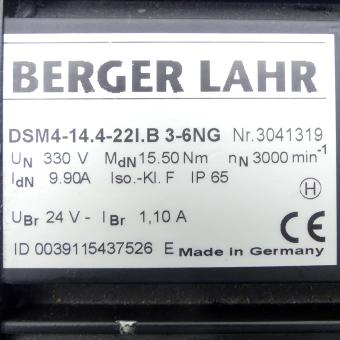 BERGER LAHR
DSM4-14.4-22I.B 3-6NG Nr.3041319
UN 330 V MdN 15.50 Nm nN 3000 min-1
IdN 9.90A Iso.-Kl. F IP 65
H
UBr 24 V - I Br 1,10 A
CE
ID 0039115437526 E Made in Germany